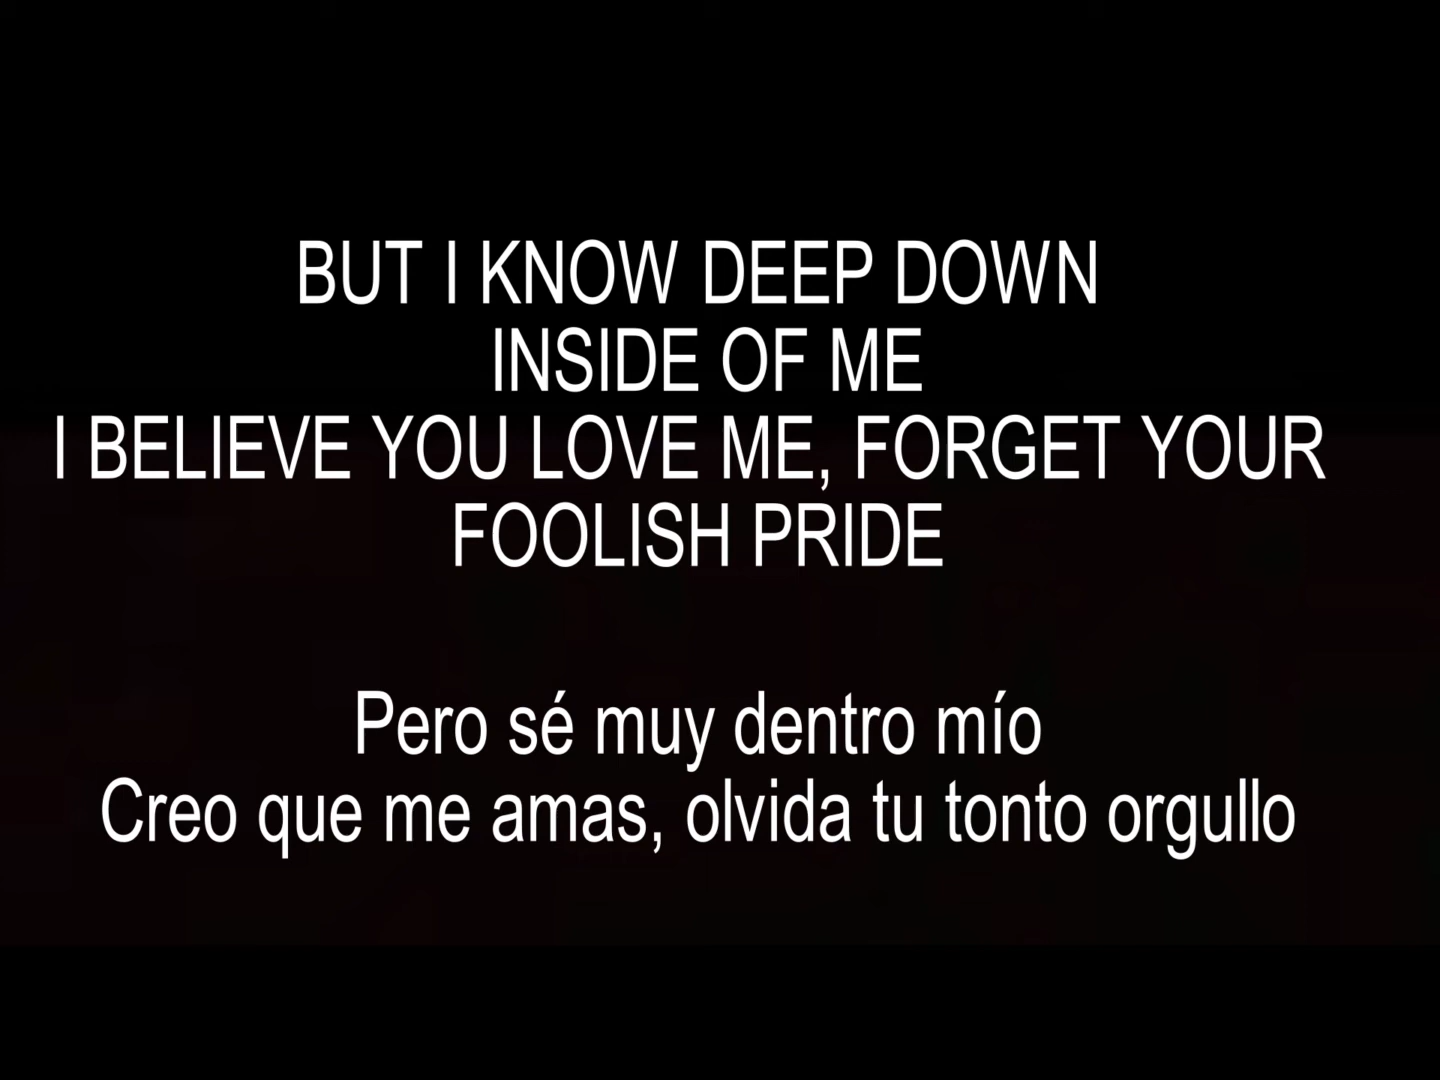 BUT I KNOW DEEP DOWN
INSIDE OF ME
I BELIEVE YOU LOVE ME, FORGET YOUR
FOOLISH PRIDE
Pero sé muy dentro mío
Creo que me amas, olvida tu tonto orgullo